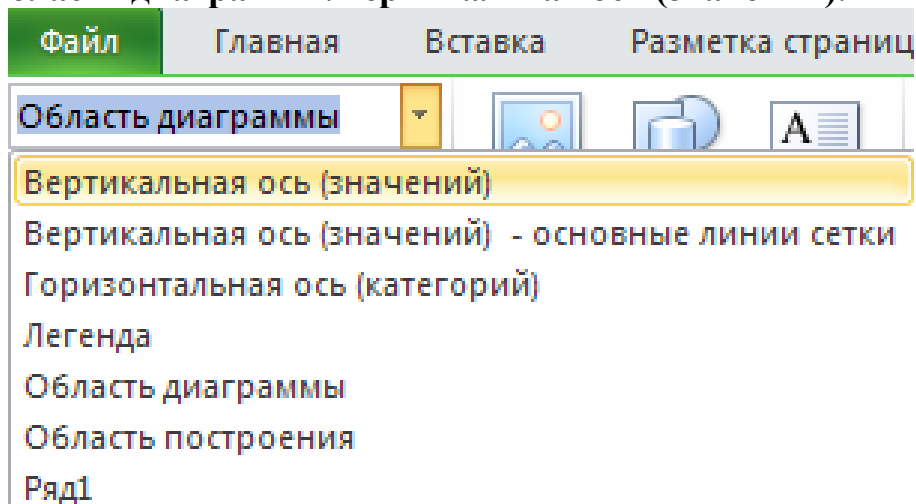 Файл Главная Вставка Разметка страниц
Область диаграммы
A
Вертикальная ось (значений)
Вертикальная ось (значений) - основные линии сетки
Горизонтальная ось (категорий)
Легенда
Область диаграммы
Область построения
Ряд1